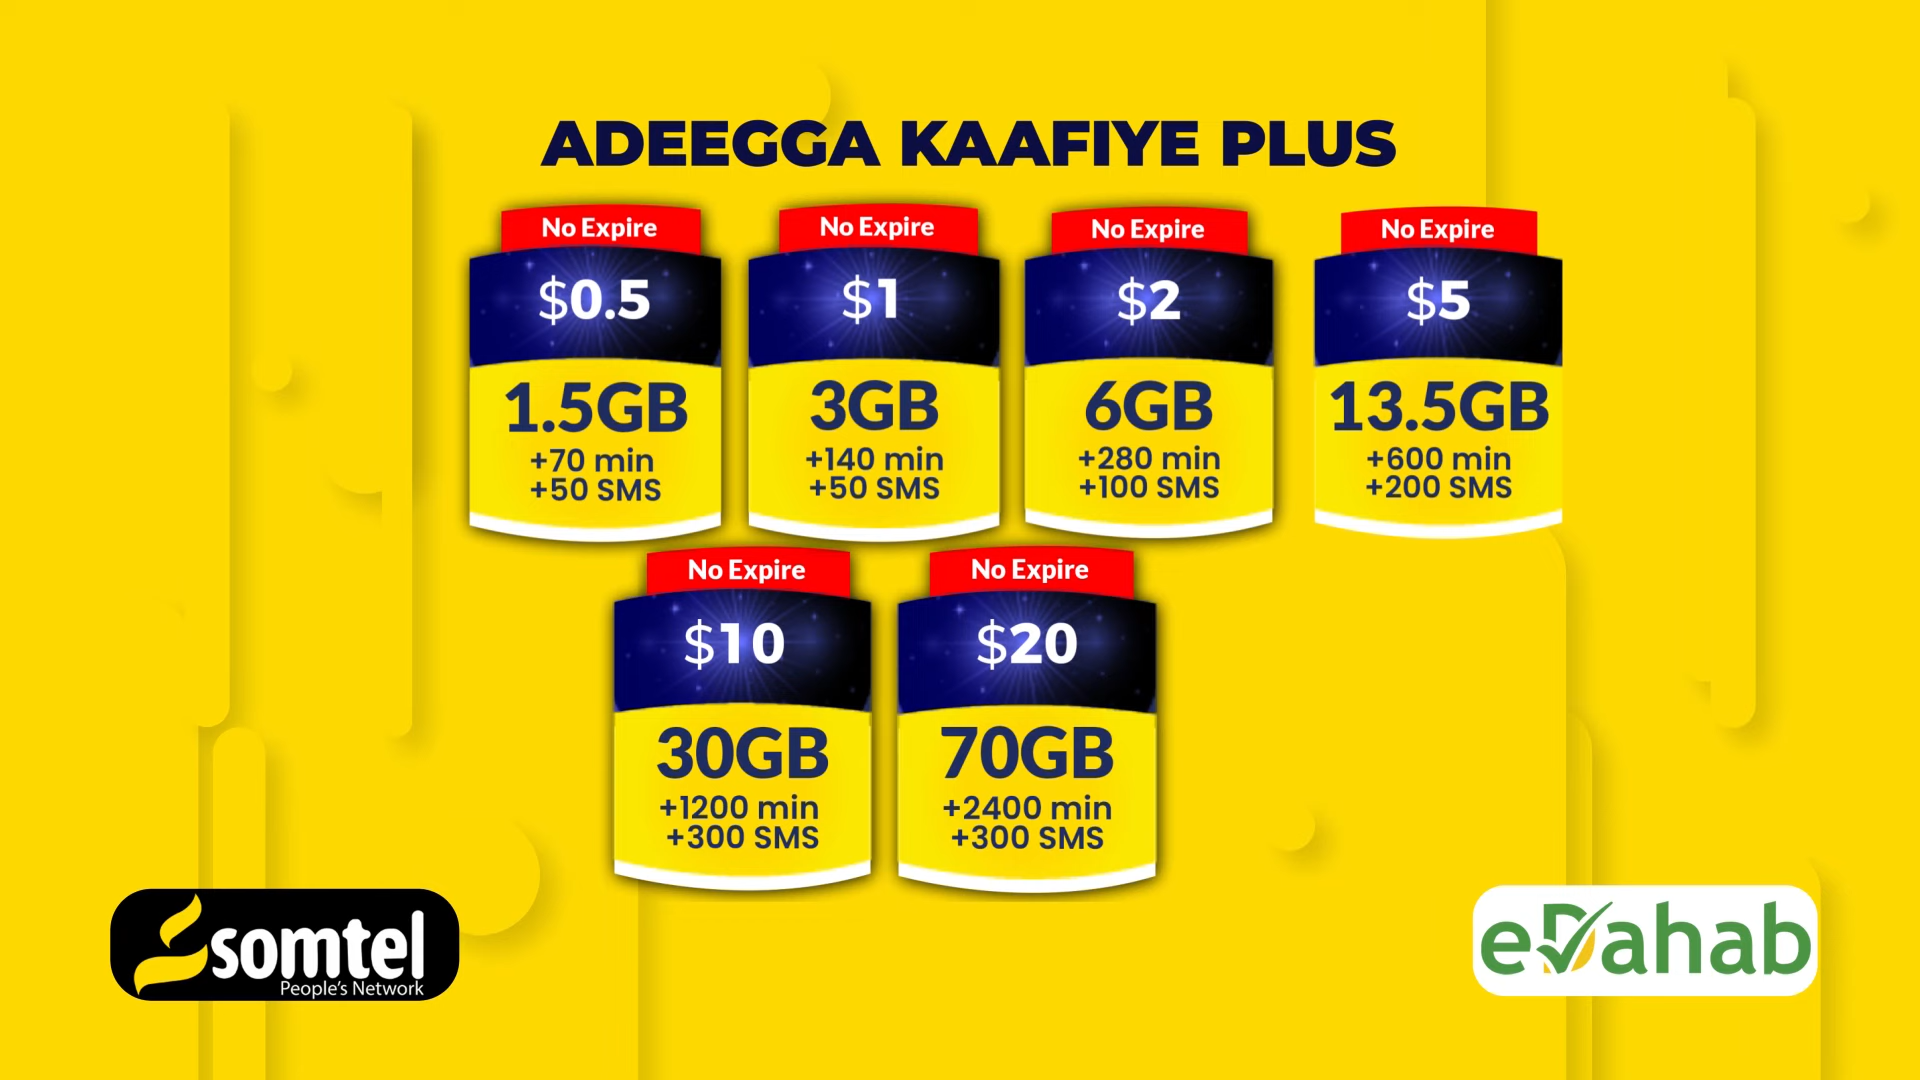 ADEEGGA KAAFIYE PLUS
No Expire
$0.5
1.5GB
+70 min
+50 SMS
No Expire
$1
3GB
+140 min
+50 SMS
No Expire
$2
6GB
+280 min
+100 SMS
No Expire
$5
13.5GB
+600 min
+200 SMS
No Expire
$10
30GB
+1200 min
+300 SMS
No Expire
$20
70GB
+2400 min
+300 SMS
somtel
People's Network
eDahab